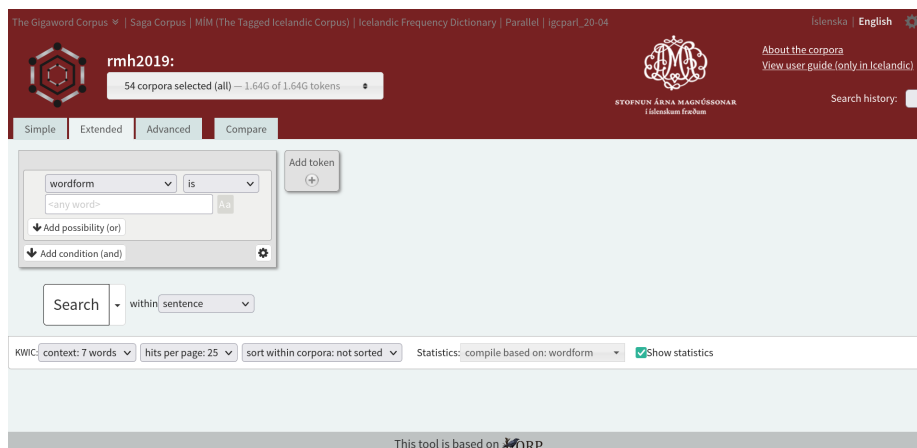 The Gigaword Corpus | Saga Corpus | MÍM (The Tagged Icelandic Corpus) | Icelandic Frequency Dictionary | Parallel | igcparl_20-04
Íslenska | English
rmh2019:
54 corpora selected (all) — 1.64G of 1.64G tokens
STOFNUN ÁRNA MAGNÚSSONAR
í íslenskum fræðum
About the corpora
View user guide (only in Icelandic)
Search history:
Simple Extended Advanced Compare
wordform is
<any word> Aa
Add possibility (or)
Add condition (and)
Add token
Search within sentence
KWIC: context: 7 words hits per page: 25 sort within corpora: not sorted Statistics: compile based on: wordform Show statistics
This tool is based on KORP